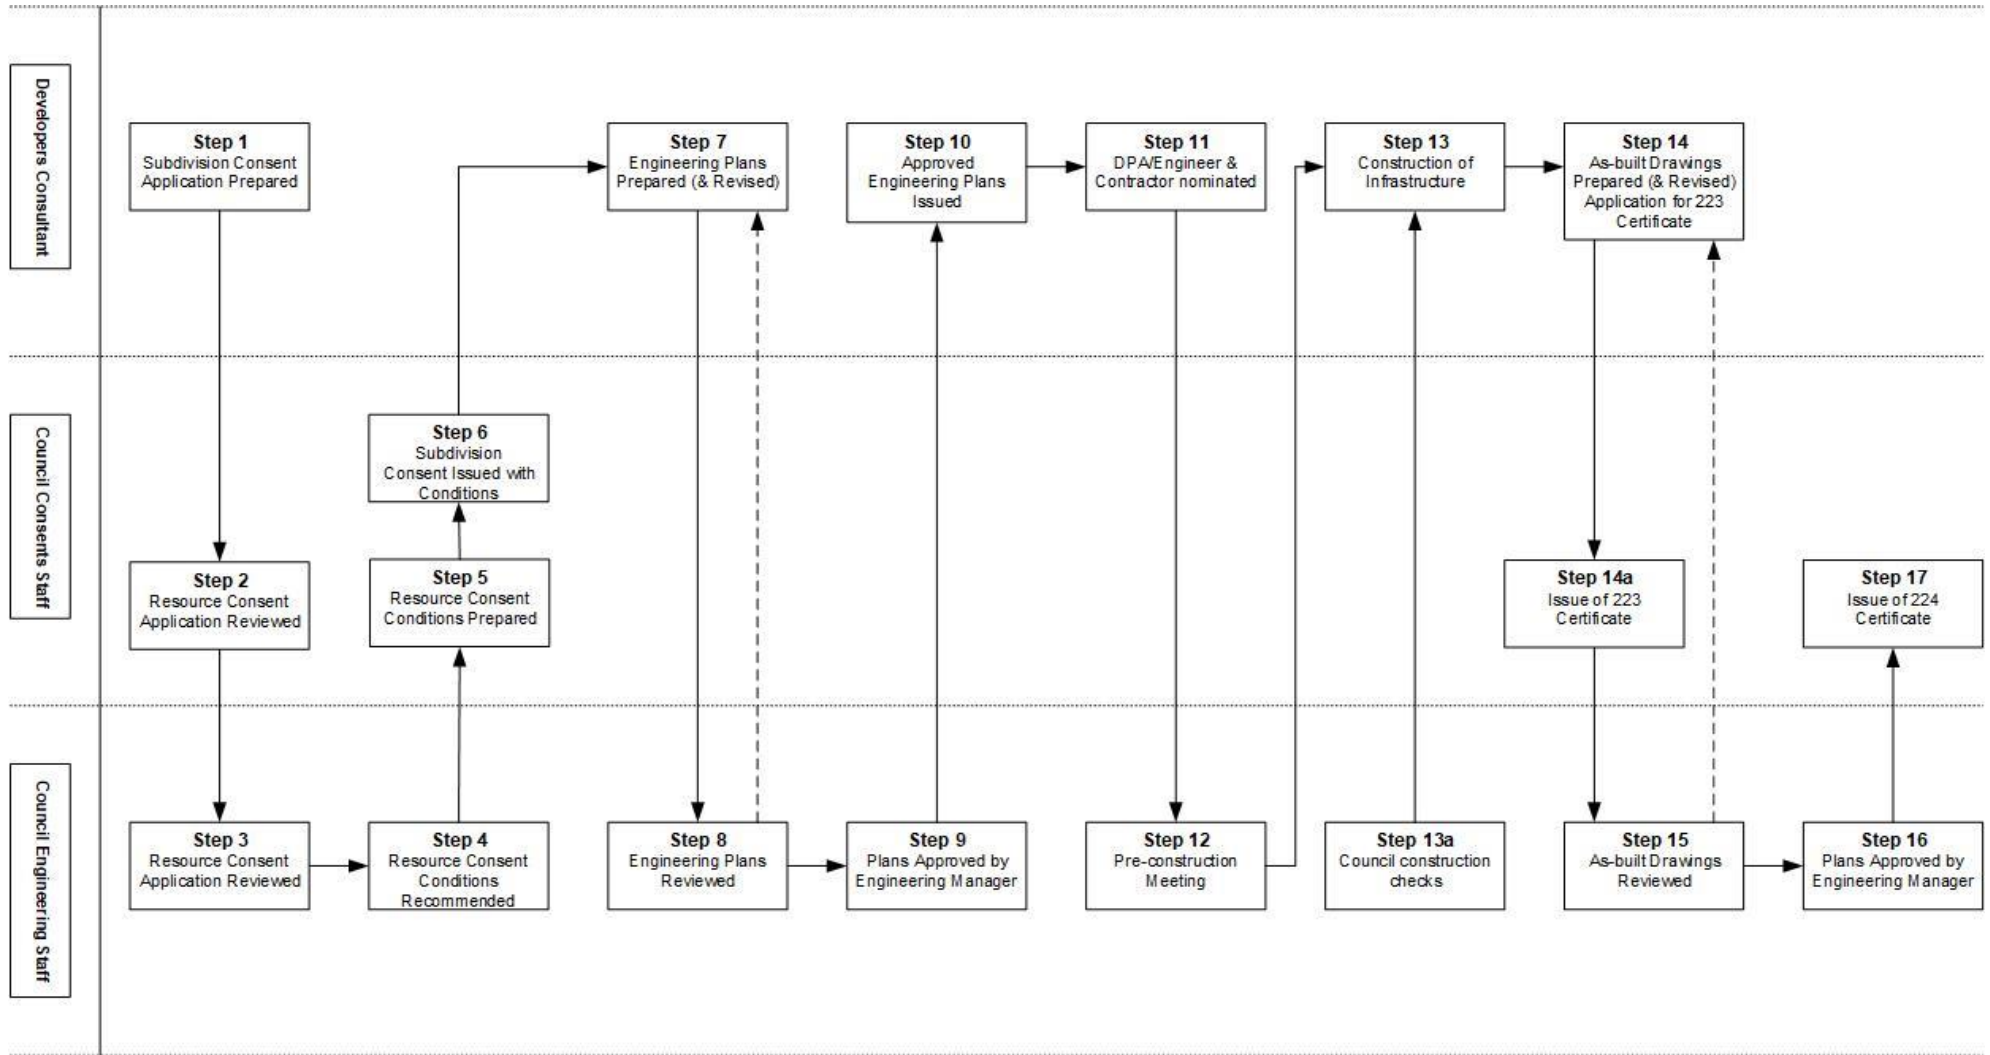 Developers Consultant
Step 1
Subdivision Consent
Application Prepared
Step 7
Engineering Plans
Prepared (& Revised)
Step 10
Approved
Engineering Plans
Issued
Step 11
DPA/Engineer &
Contractor nominated
Step 13
Construction of
Infrastructure
Step 14
As-built Drawings
Prepared (& Revised)
Application for 223
Certificate
Council Consents Staff
Step 2
Resource Consent
Application Reviewed
Step 6
Subdivision
Consent Issued with
Conditions
Step 5
Resource Consent
Conditions Prepared
Step 14a
Issue of 223
Certificate
Step 17
Issue of 224
Certificate
Council Engineering Staff
Step 3
Resource Consent
Application Reviewed
Step 4
Resource Consent
Conditions
Recommended
Step 8
Engineering Plans
Reviewed
Step 9
Plans Approved by
Engineering Manager
Step 12
Pre-construction
Meeting
Step 13a
Council construction
checks
Step 15
As-built Drawings
Reviewed
Step 16
Plans Approved by
Engineering Manager